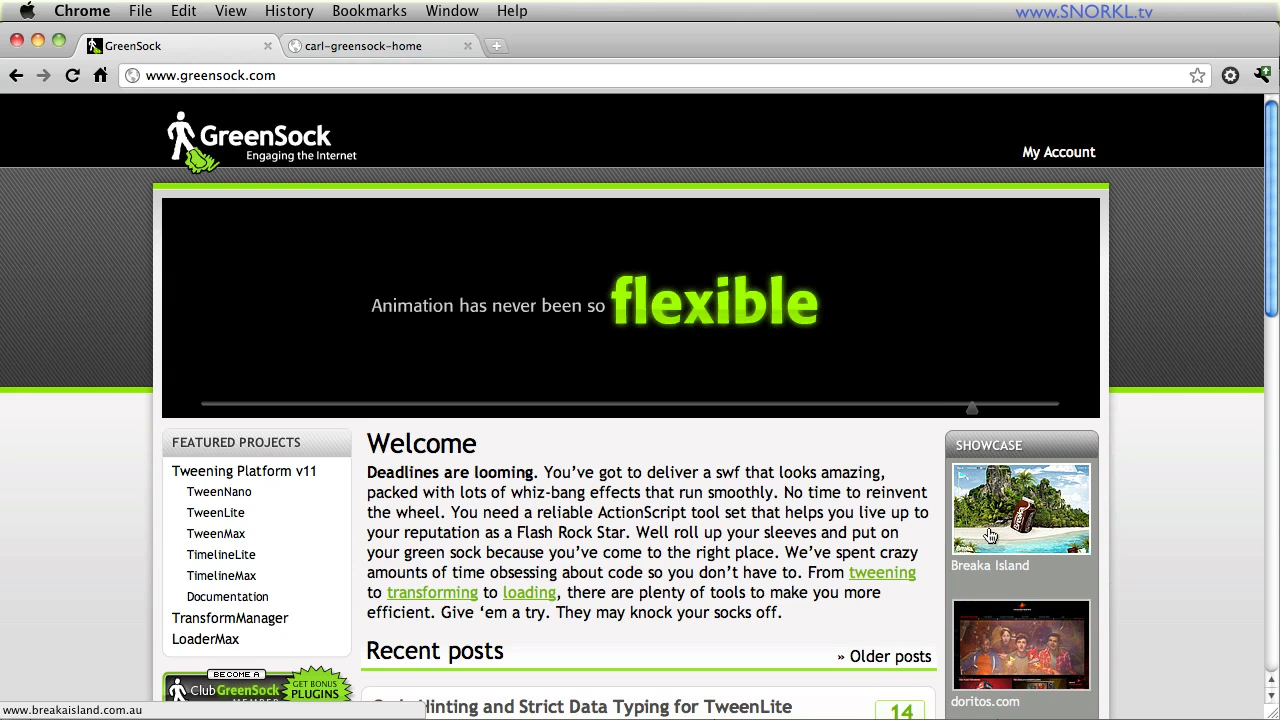 Chrome File Edit View History Bookmarks Window Help
www.SNORKL.tv
GreenSock
carl-greensock-home
www.greensock.com
GreenSock
Engaging the Internet
My Account
Animation has never been so flexible
FEATURED PROJECTS
Tweening Platform v11
TweenNano
TweenLite
TweenMax
TimelineLite
TimelineMax
Documentation
TransformManager
LoaderMax
BECOME A
Club GreenSock
GET BONUS
PLUGINS
Welcome
Deadlines are looming. You’ve got to deliver a swf that looks amazing,
packed with lots of whiz-bang effects that run smoothly. No time to reinvent
the wheel. You need a reliable ActionScript tool set that helps you live up to
your reputation as a Flash Rock Star. Well roll up your sleeves and put on
your green sock because you’ve come to the right place. We’ve spent crazy
amounts of time obsessing about code so you don’t have to. From tweening
to transforming to loading, there are plenty of tools to make you more
efficient. Give ‘em a try. They may knock your socks off.
Recent posts
» Older posts
Hinting and Strict Data Typing for TweenLite
14
SHOWCASE
Breaka Island
doritos.com
www.breakaisland.com.au